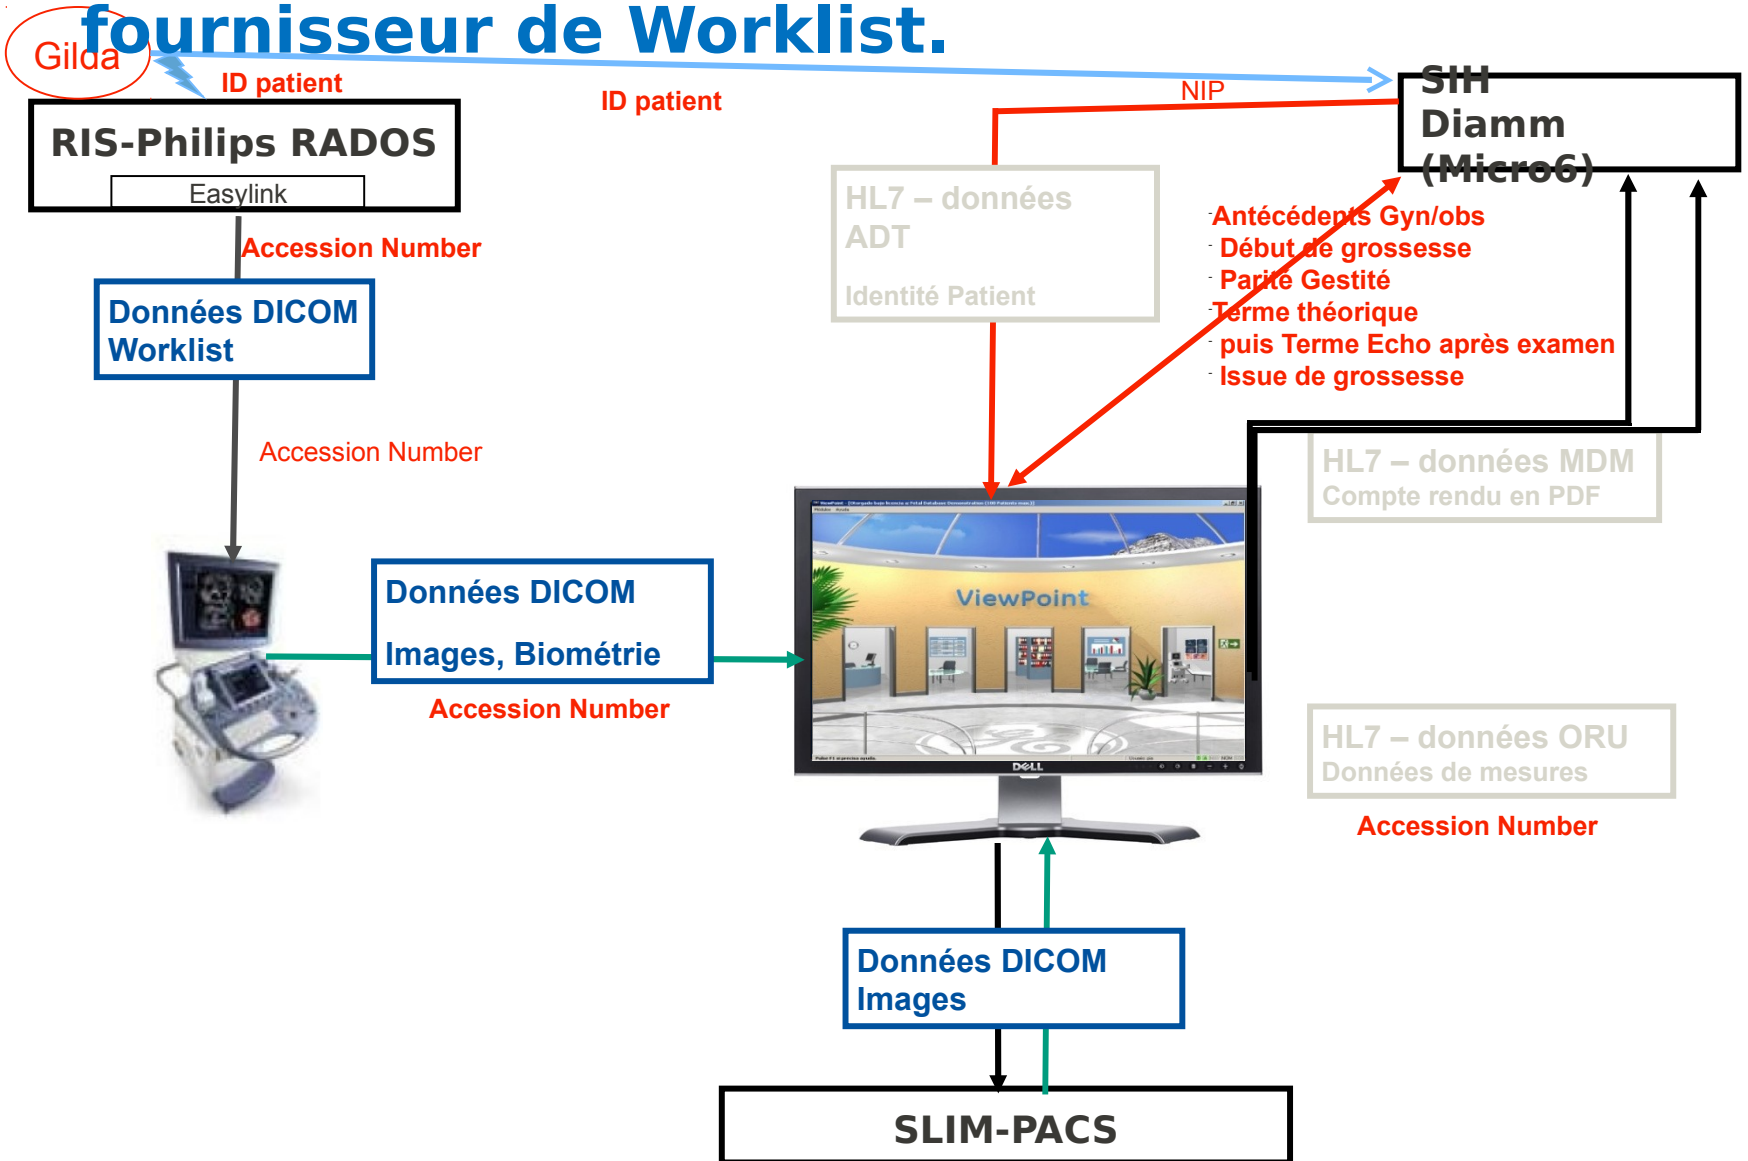 fournisseur de Worklist.
Gilda
ID patient
ID patient
NIP
SIH
Diamm
(Micro6)
RIS-Philips RADOS
Easylink
HL7 – données
ADT
Identité Patient
-Antécédents Gyn/obs
- Début de grossesse
- Parité Gestité
-Terme théorique
- puis Terme Echo après examen
- Issue de grossesse
Accession Number
Données DICOM
Worklist
Accession Number
HL7 – données MDM
Compte rendu en PDF
Données DICOM
Images, Biométrie
Accession Number
ViewPoint
DELL
HL7 – données ORU
Données de mesures
Accession Number
Données DICOM
Images
SLIM-PACS